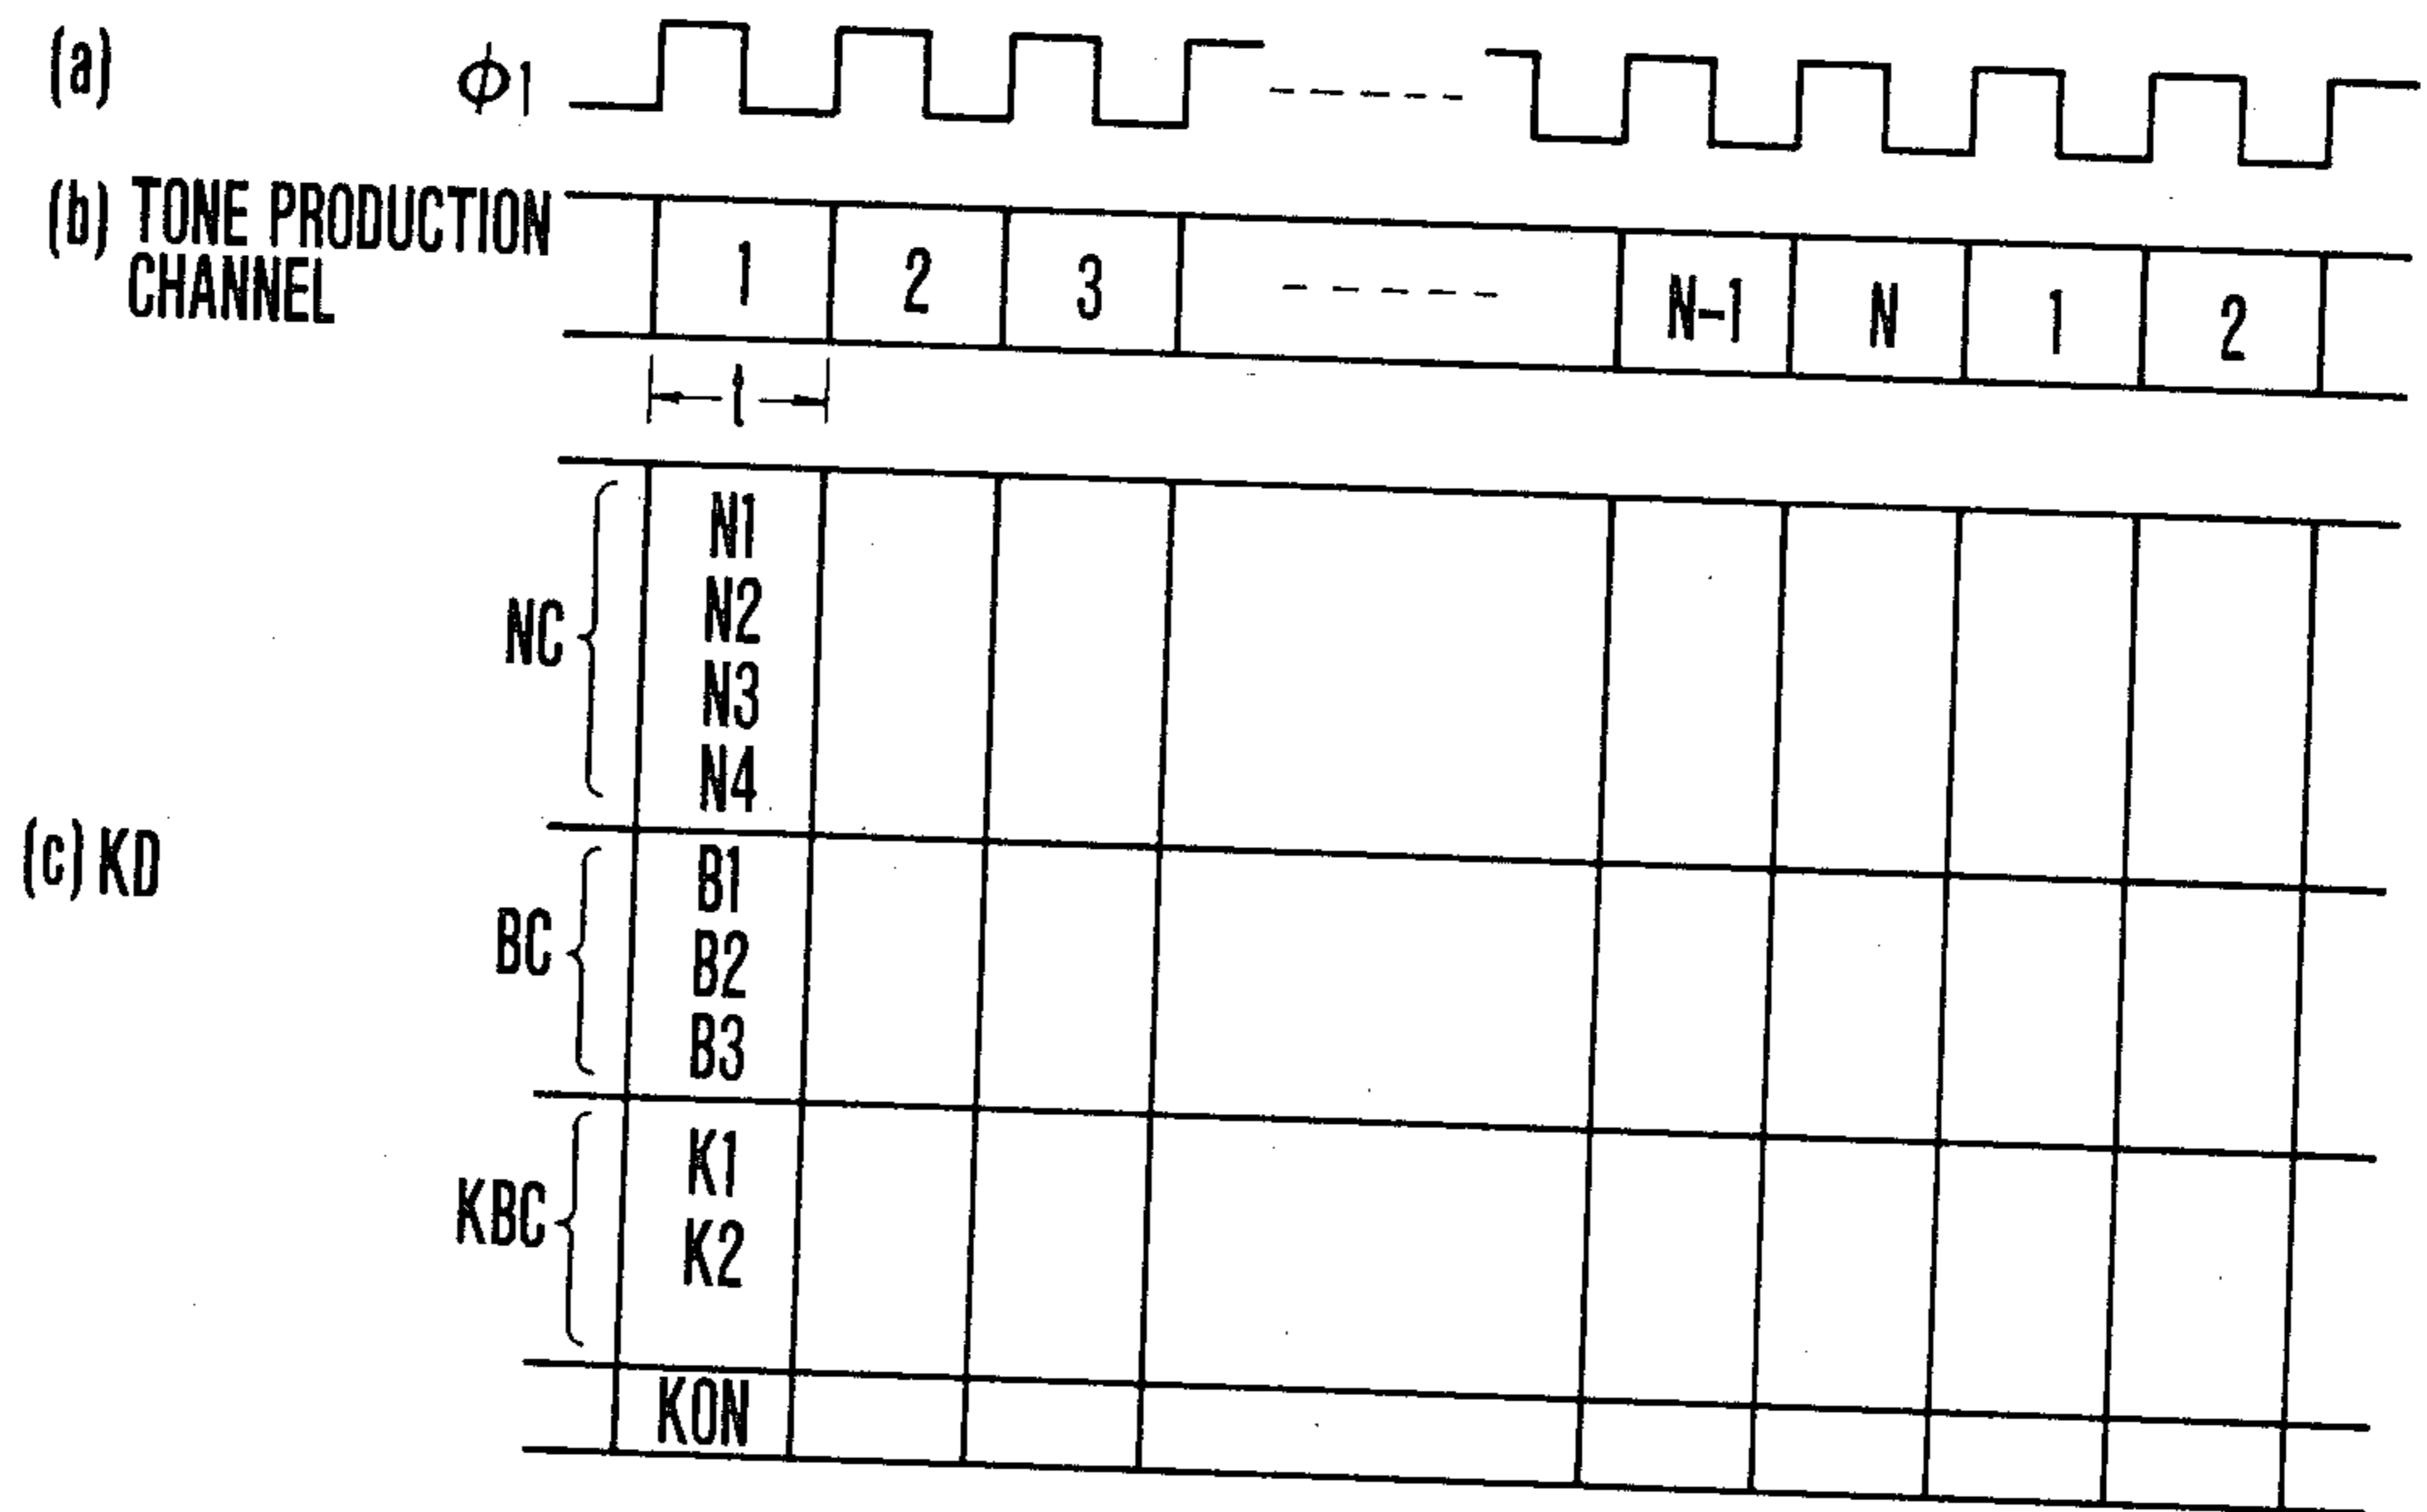 (a) ϕ1
(b) TONE PRODUCTION
CHANNEL
1 2 3 ----- N-1 N 1 2
t
NC
N1
N2
N3
N4
(c) KD
BC
B1
B2
B3
KBC
K1
K2
KON